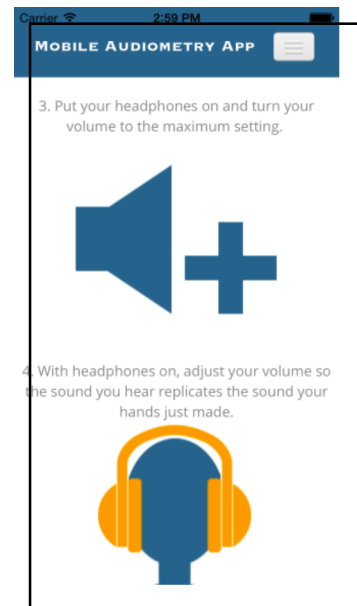 Carrier 2:59 PM
MOBILE AUDIOMETRY APP
3. Put your headphones on and turn your
volume to the maximum setting.
4. With headphones on, adjust your volume so
the sound you hear replicates the sound your
hands just made.